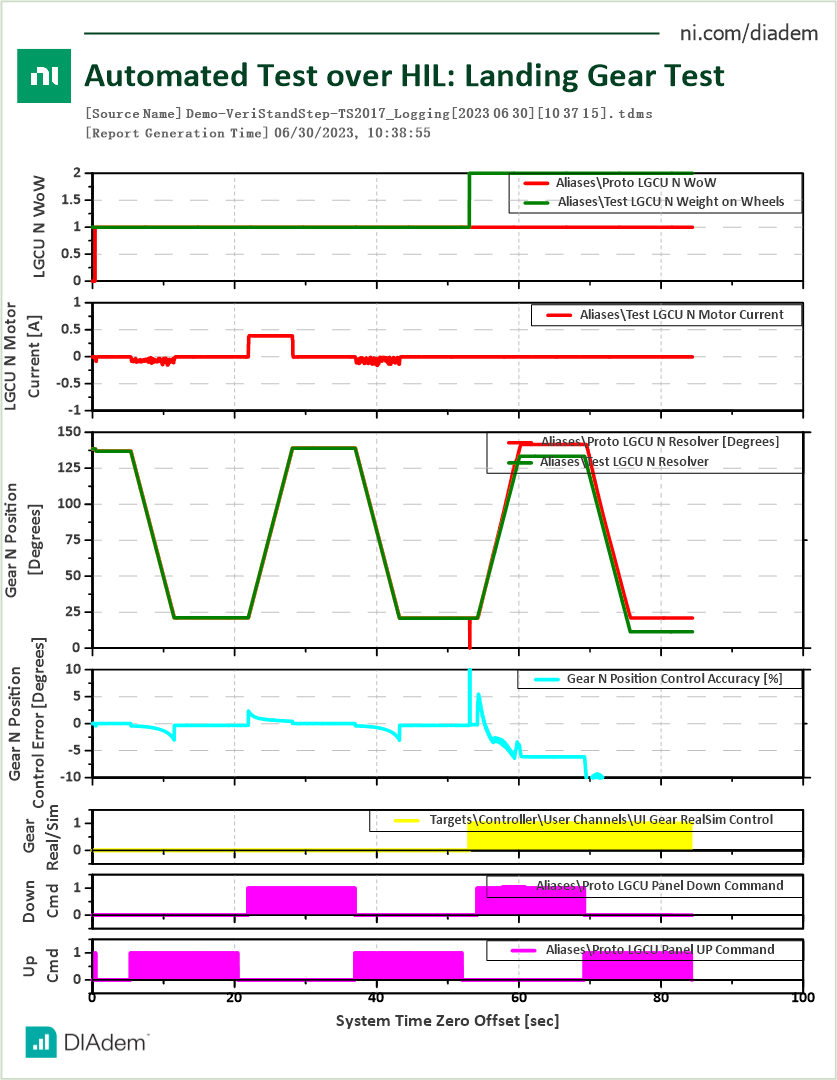 ni.com/diadem
ni
Automated Test over HIL: Landing Gear Test
[Source Name] Demo-VeriStandStep-TS2017_Logging[2023 06 30][10 37 15]. tdms
[Report Generation Time] 06/30/2023, 10:38:55
LGCU N WoW
2
1.5
1
0.5
0
Aliases\Proto LGCU N WoW
Aliases\Test LGCU N Weight on Wheels
LGCU N Motor
Current [A]
1
0.5
0
-0.5
-1
Aliases\Test LGCU N Motor Current
Gear N Position
[Degrees]
150
125
100
75
50
25
0
Aliases\Proto LGCU N Resolver [Degrees]
Aliases\Test LGCU N Resolver
Gear N Position
Control Error [Degrees]
10
5
0
-5
-10
Gear N Position Control Accuracy [%]
Gear
Real/Sim
1
0
Targets\Controller\User Channels\UI Gear RealSim Control
Down
Cmd
1
0
Aliases\Proto LGCU Panel Down Command
Up
Cmd
1
0
Aliases\Proto LGCU Panel UP Command
0 20 40 60 80 100
System Time Zero Offset [sec]
DIAdem™